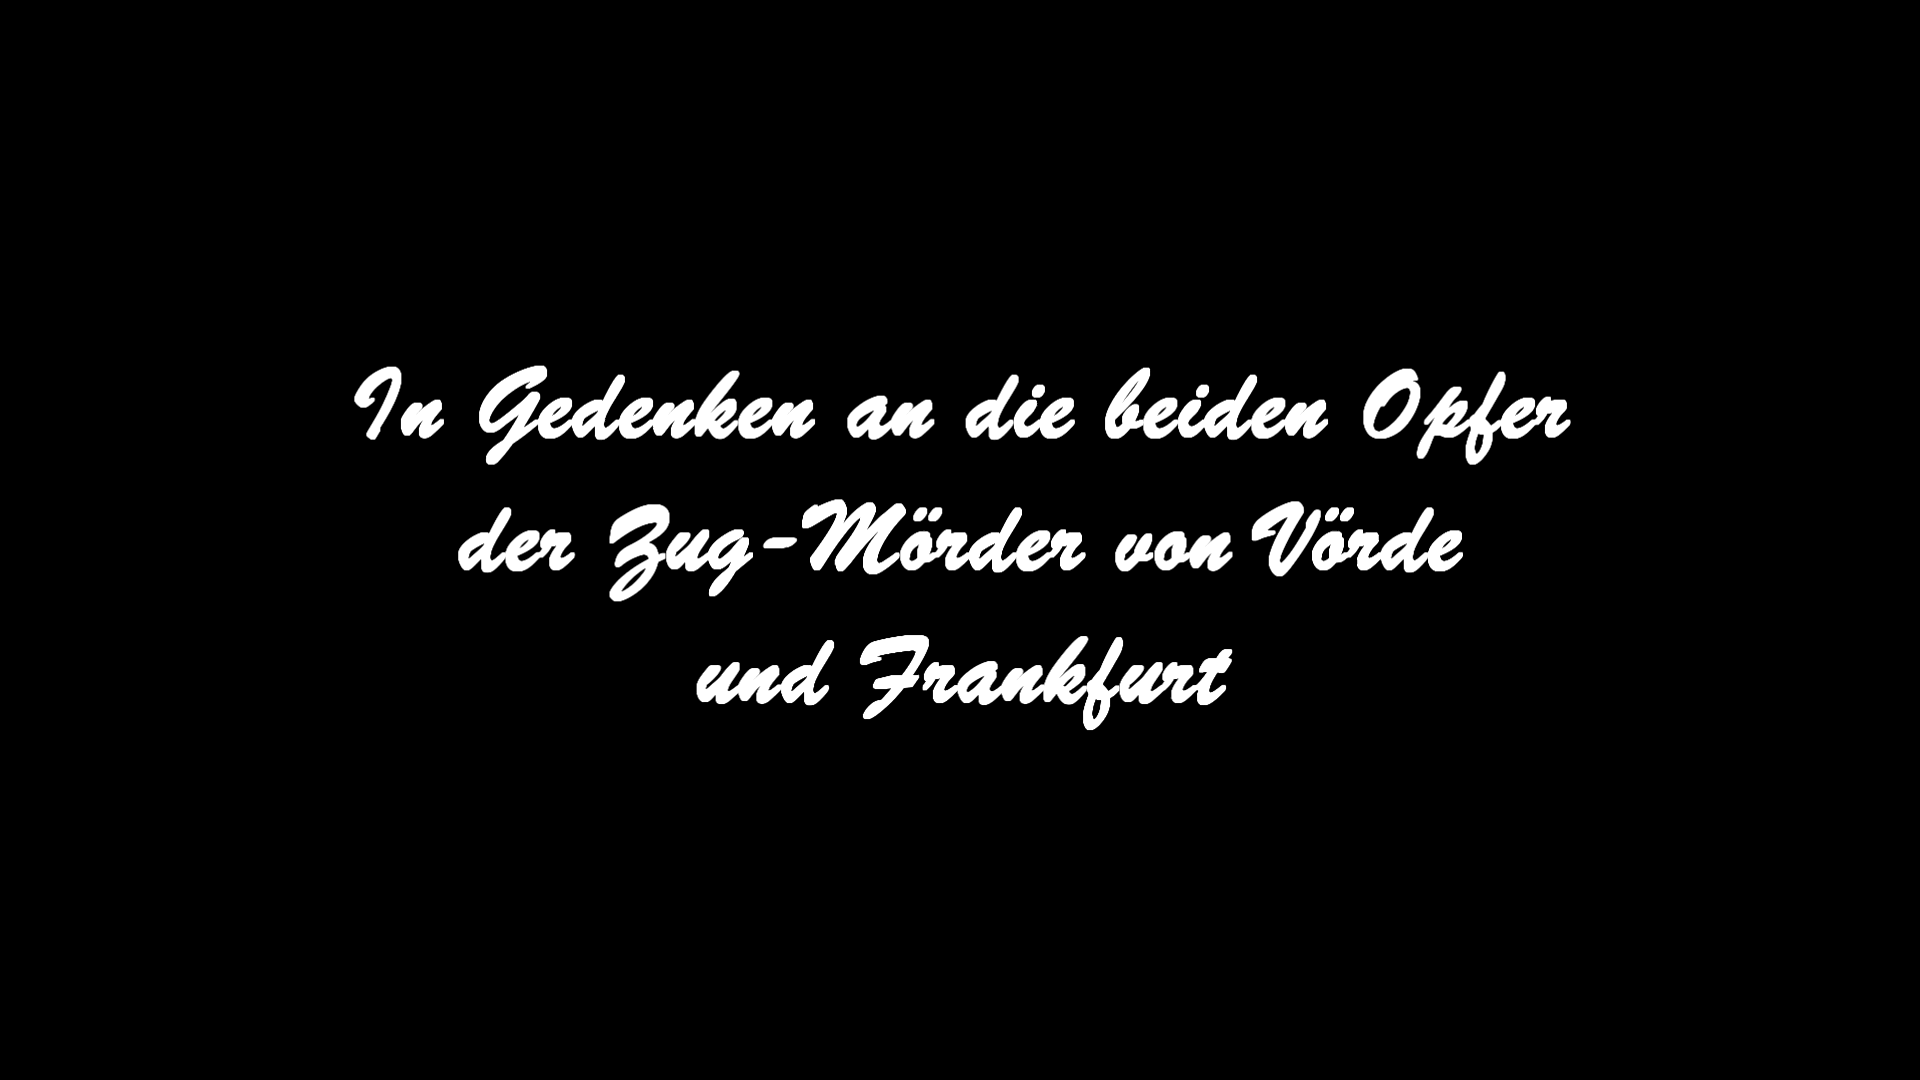 In Gedenken an die beiden Opfer
der Zug-Mörder von Vörde
und Frankfurt